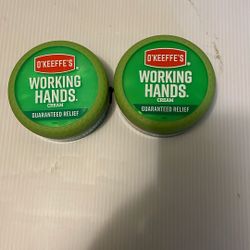 O'KEEFFE'S
WORKING
HANDS.
CREAM
GUARANTEED RELIEF
O'KEEFFE'S
WORKING
HANDS.
CREAM
GUARANTEED RELIEF